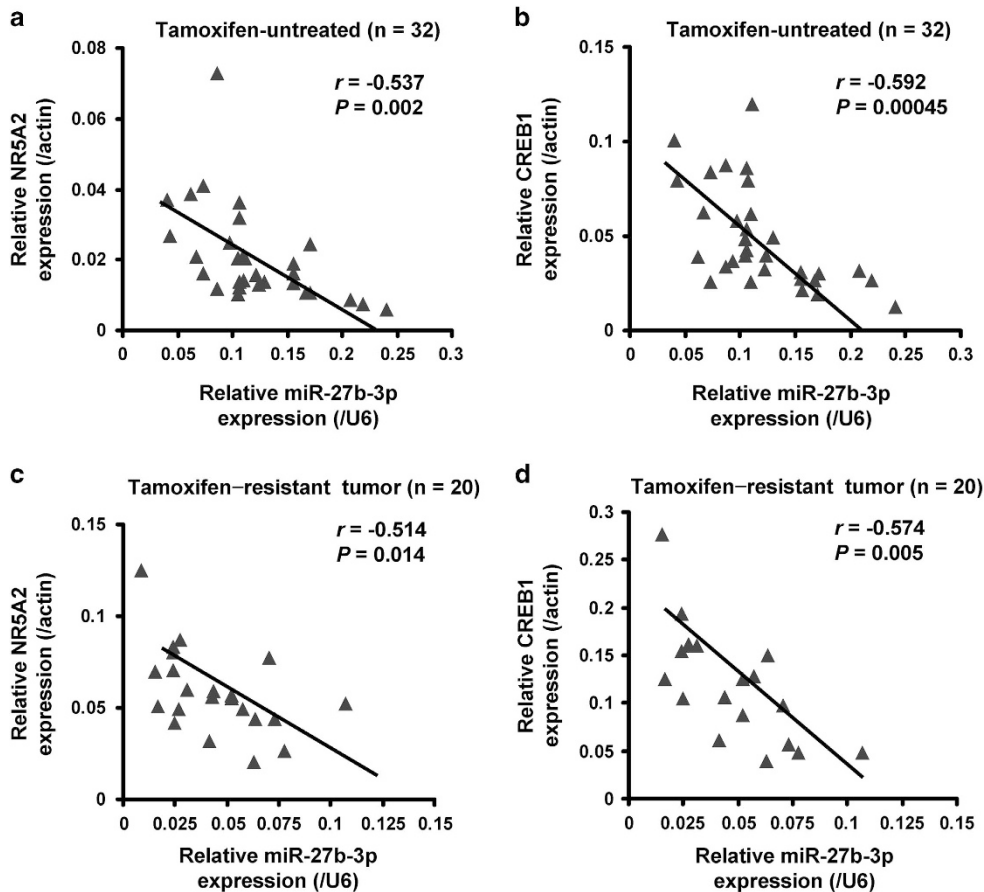 a
Tamoxifen-untreated (n = 32)
0.08
0.06
0.04
0.02
0
Relative NR5A2
expression (/actin)
r = -0.537
P = 0.002
0
0.05
0.1
0.15
0.2
0.25
0.3
Relative miR-27b-3p
expression (/U6)
b
Tamoxifen-untreated (n = 32)
0.15
0.1
0.05
0
Relative CREB1
expression (/actin)
r = -0.592
P = 0.00045
0
0.05
0.1
0.15
0.2
0.25
0.3
Relative miR-27b-3p
expression (/U6)
c
Tamoxifen-resistant tumor (n = 20)
0.15
0.1
0.05
0
Relative NR5A2
expression (/actin)
r = -0.514
P = 0.014
0
0.025
0.05
0.075
0.1
0.125
0.15
Relative miR-27b-3p
expression (/U6)
d
Tamoxifen-resistant tumor (n = 20)
0.3
0.25
0.2
0.15
0.1
0.05
0
Relative CREB1
expression (/actin)
r = -0.574
P = 0.005
0
0.025
0.05
0.075
0.1
0.125
0.15
Relative miR-27b-3p
expression (/U6)